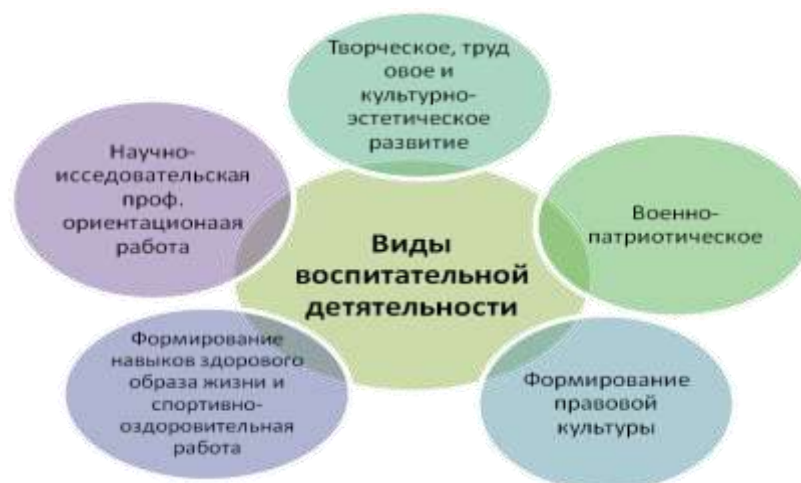 Творческое, труд
овое и
культурно-
эстетическое
развитие
Военно-
патриотическое
Формирование
правовой
культуры
Формирование
навыков здорового
образа жизни и
спортивно-
оздоровительная
работа
Научно-
исседовательская
проф.
ориентационаая
работа
Виды
воспитательной
детятельности